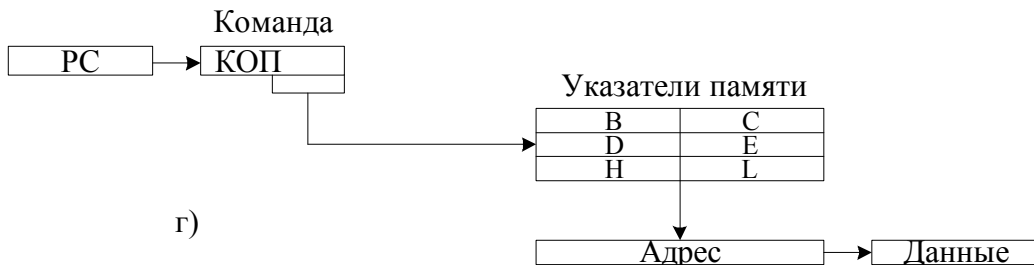 Команда
PC
КОП
Указатели памяти
B
C
D
E
H
L
г)
Адрес
Данные